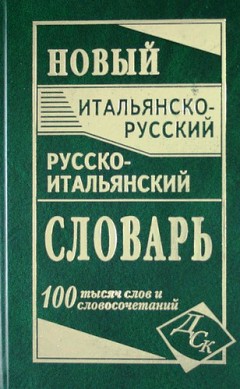 НОВЫЙ
ИТАЛЬЯНСКО-
РУССКИЙ
РУССКО-
ИТАЛЬЯНСКИЙ
СЛОВАРЬ
100 тысяч слов и
словосочетаний
ДСК